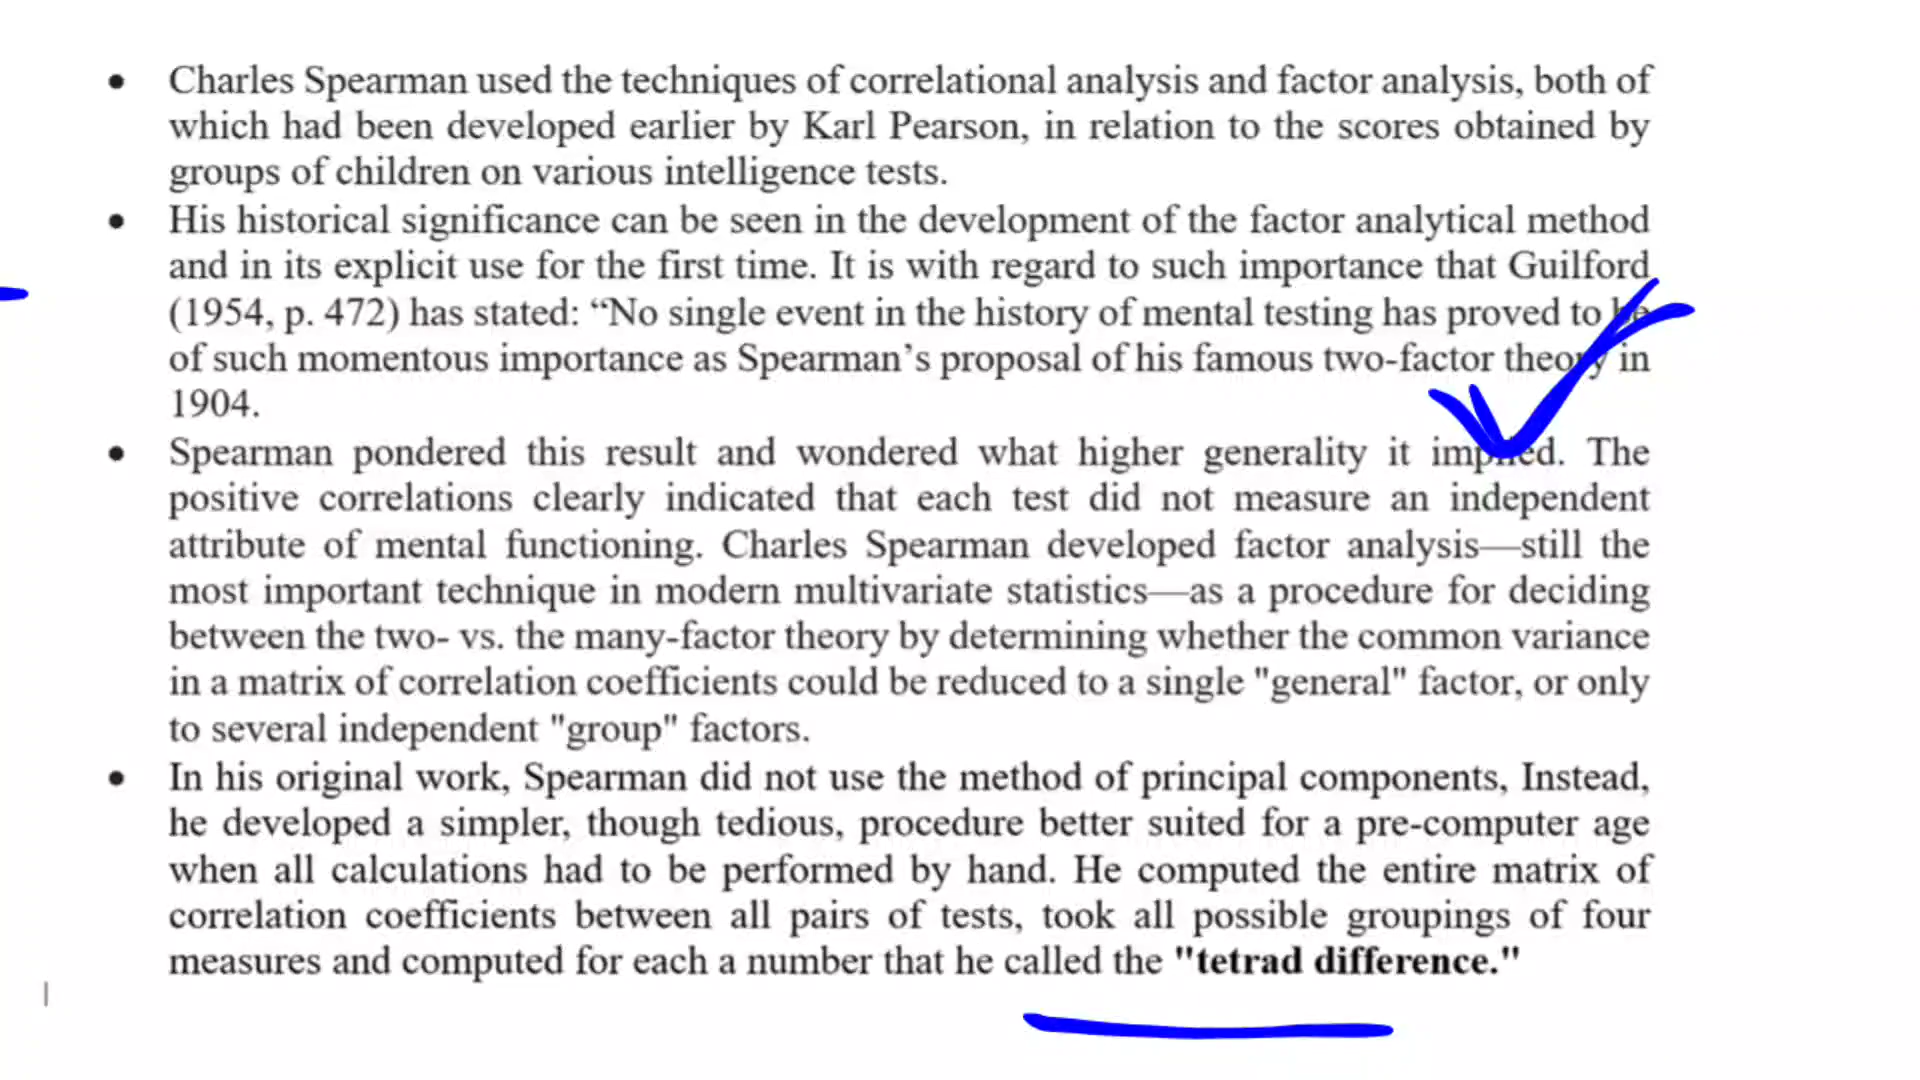 • Charles Spearman used the techniques of correlational analysis and factor analysis, both of
which had been developed earlier by Karl Pearson, in relation to the scores obtained by
groups of children on various intelligence tests.
• His historical significance can be seen in the development of the factor analytical method
and in its explicit use for the first time. It is with regard to such importance that Guilford
(1954, p. 472) has stated: “No single event in the history of mental testing has proved to be
of such momentous importance as Spearman’s proposal of his famous two-factor theory in
1904.
• Spearman pondered this result and wondered what higher generality it implied. The
positive correlations clearly indicated that each test did not measure an independent
attribute of mental functioning. Charles Spearman developed factor analysis—still the
most important technique in modern multivariate statistics—as a procedure for deciding
between the two- vs. the many-factor theory by determining whether the common variance
in a matrix of correlation coefficients could be reduced to a single "general" factor, or only
to several independent "group" factors.
• In his original work, Spearman did not use the method of principal components, Instead,
he developed a simpler, though tedious, procedure better suited for a pre-computer age
when all calculations had to be performed by hand. He computed the entire matrix of
correlation coefficients between all pairs of tests, took all possible groupings of four
measures and computed for each a number that he called the "tetrad difference."